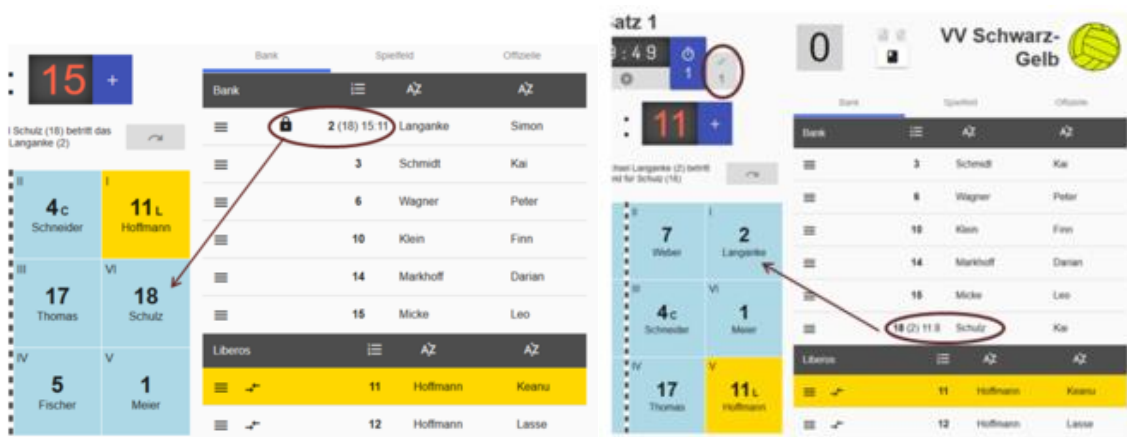 15 +
l Schulz (18) betritt das
Langanke (2)
II I
4 C 11 L
Schneider Hoffmann
III VI
17 18
Thomas Schulz
IV V
5 1
Fischer Meier
Bank Spielfeld Offizielle
Bank AZ AZ
2 (18) 15:11 Langanke Simon
3 Schmidt Kai
6 Wagner Peter
10 Klein Finn
14 Markhoff Darian
15 Micke Leo
Liberos AZ AZ
11 Hoffmann Keanu
12 Hoffmann Lasse
atz 1
:49 1 1
: 11 +
Langanke (2) betritt
für Schulz (18)
II I
7 2
Weber Langanke
III VI
4 C 1
Schneider Meier
IV V
17 11 L
Thomas Hoffmann
0 VV Schwarz-
Gelb
Bank Spielfeld Offizielle
Bank AZ AZ
3 Schmidt Kai
6 Wagner Peter
10 Klein Finn
14 Markhoff Darian
15 Micke Leo
18 (2) 11:8 Schulz Kai
Liberos AZ AZ
11 Hoffmann Keanu
12 Hoffmann Lasse